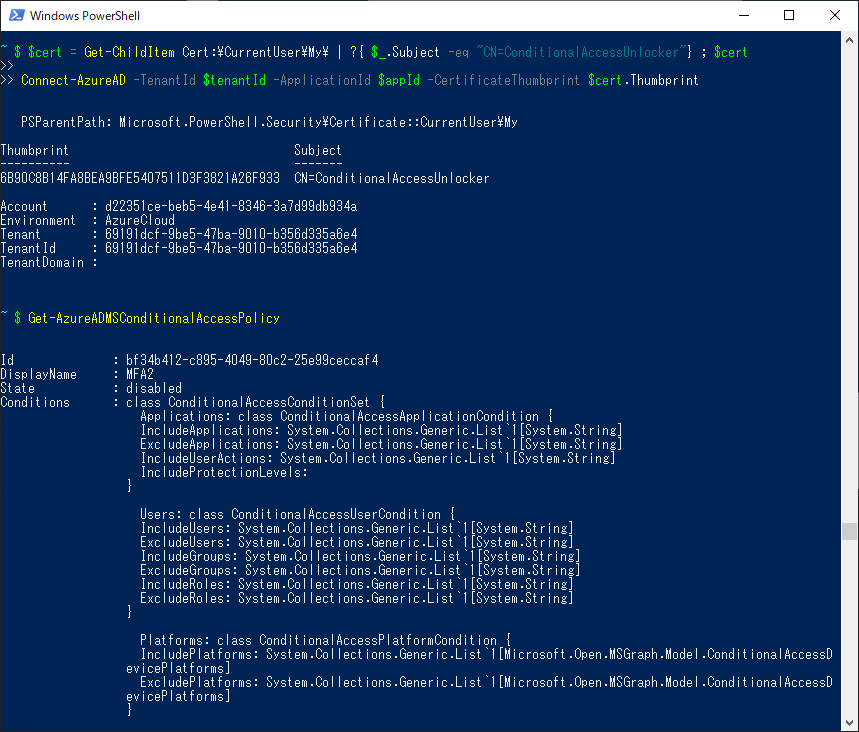 Windows PowerShell
~ $ $cert = Get-ChildItem Cert:¥CurrentUser¥My¥ | ?{ $_.Subject -eq "CN=ConditionalAccessUnlocker"} ; $cert
>>
>> Connect-AzureAD -TenantId $tenantId -ApplicationId $appId -CertificateThumbprint $cert.Thumbprint
PSParentPath: Microsoft.PowerShell.Security¥Certificate::CurrentUser¥My
Thumbprint                                Subject
----------                                -------
6B90C8B14FA8BEA9BFE5407511D3F3821A26F933  CN=ConditionalAccessUnlocker
Account      : d22351ce-beb5-4e41-8346-3a7d99db934a
Environment  : AzureCloud
Tenant       : 69191dcf-9be5-47ba-9010-b356d335a6e4
TenantId     : 69191dcf-9be5-47ba-9010-b356d335a6e4
TenantDomain :
~ $ Get-AzureADMSConditionalAccessPolicy
Id              : bf34b412-c895-4049-80c2-25e99ceccaf4
DisplayName     : MFA2
State           : disabled
Conditions      : class ConditionalAccessConditionSet {
Applications: class ConditionalAccessApplicationCondition {
IncludeApplications: System.Collections.Generic.List`1[System.String]
ExcludeApplications: System.Collections.Generic.List`1[System.String]
IncludeUserActions: System.Collections.Generic.List`1[System.String]
IncludeProtectionLevels:
}
Users: class ConditionalAccessUserCondition {
IncludeUsers: System.Collections.Generic.List`1[System.String]
ExcludeUsers: System.Collections.Generic.List`1[System.String]
IncludeGroups: System.Collections.Generic.List`1[System.String]
ExcludeGroups: System.Collections.Generic.List`1[System.String]
IncludeRoles: System.Collections.Generic.List`1[System.String]
ExcludeRoles: System.Collections.Generic.List`1[System.String]
}
Platforms: class ConditionalAccessPlatformCondition {
IncludePlatforms: System.Collections.Generic.List`1[Microsoft.Open.MSGraph.Model.ConditionalAccessD
evicePlatforms]
ExcludePlatforms: System.Collections.Generic.List`1[Microsoft.Open.MSGraph.Model.ConditionalAccessD
evicePlatforms]
}